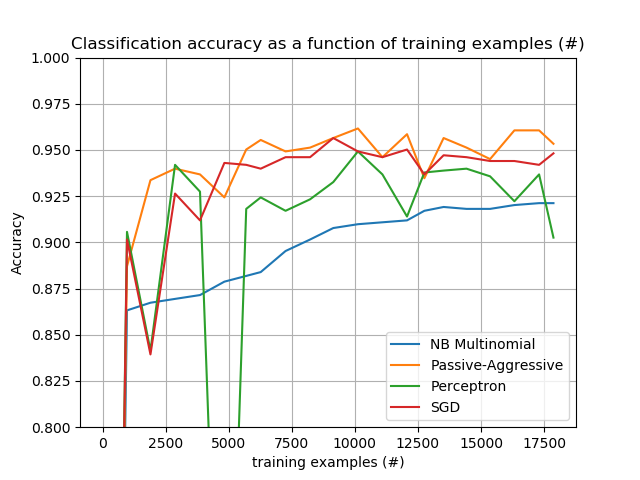 Classification accuracy as a function of training examples (#)
1.000
0.975
0.950
0.925
0.900
0.875
0.850
0.825
0.800
Accuracy
NB Multinomial
Passive-Aggressive
Perceptron
SGD
0 2500 5000 7500 10000 12500 15000 17500
training examples (#)